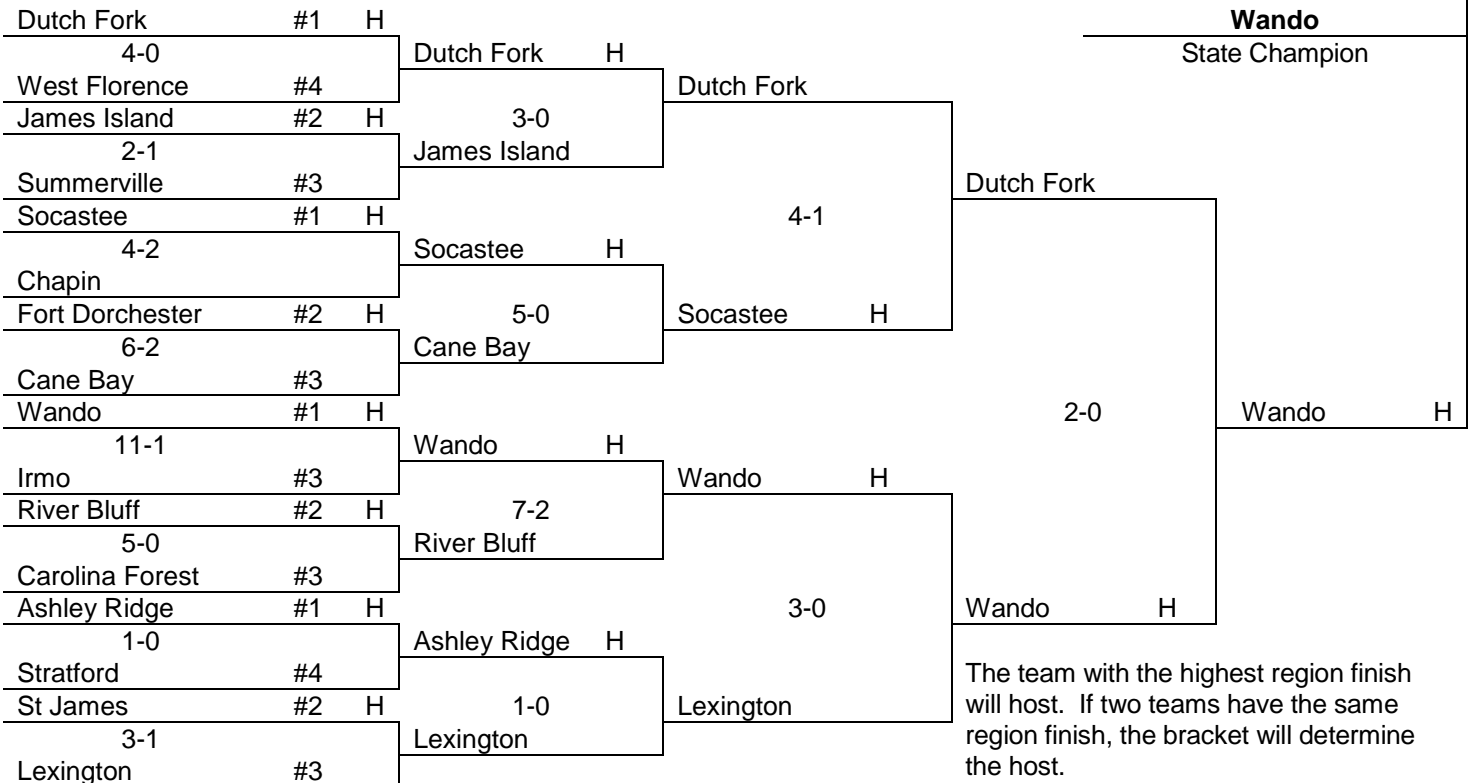 Dutch Fork #1 H Wando
4-0 Dutch Fork H State Champion
West Florence #4 Dutch Fork
James Island #2 H 3-0
2-1 James Island
Summerville #3 Dutch Fork
Socastee #1 H 4-1
4-2 Socastee H
Chapin
Fort Dorchester #2 H 5-0 Socastee H
6-2 Cane Bay
Cane Bay #3
Wando #1 H 2-0 Wando H
11-1 Wando H
Irmo #3 Wando H
River Bluff #2 H 7-2
5-0 River Bluff
Carolina Forest #3
Ashley Ridge #1 H 3-0 Wando H
1-0 Ashley Ridge H
Stratford #4 The team with the highest region finish
St James #2 H 1-0 Lexington will host. If two teams have the same
3-1 Lexington region finish, the bracket will determine
Lexington #3 the host.